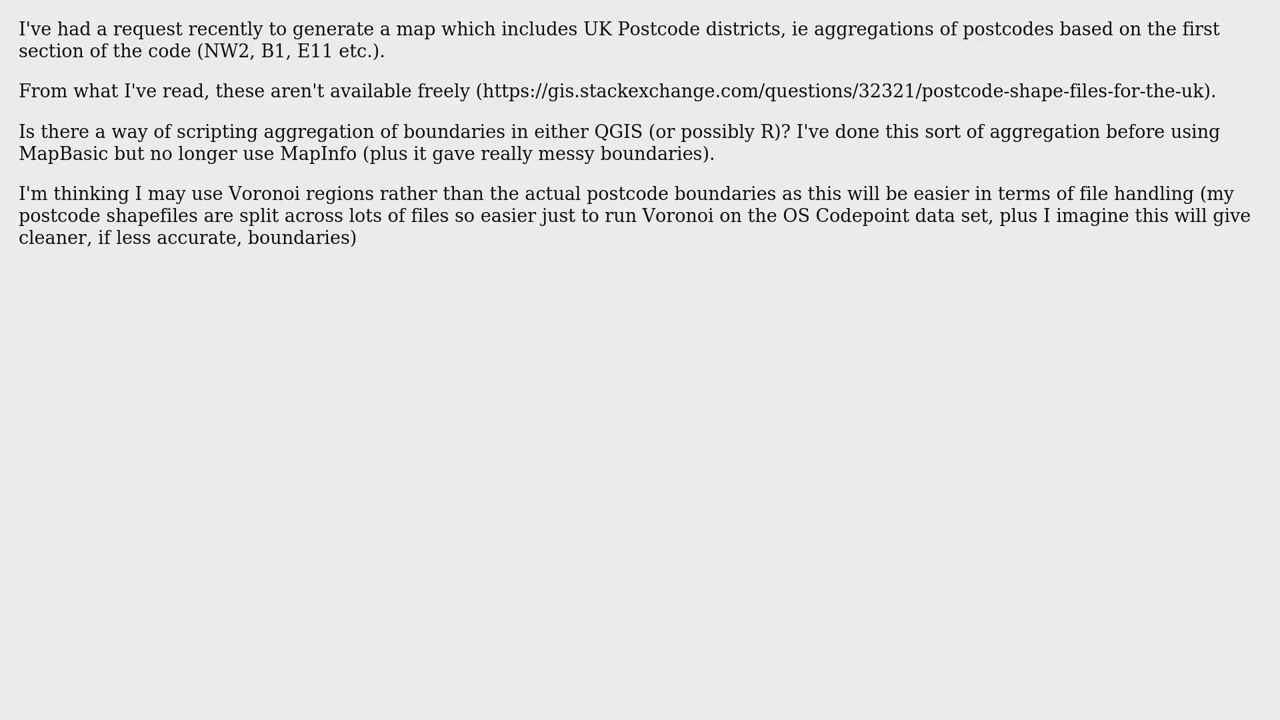 I've had a request recently to generate a map which includes UK Postcode districts, ie aggregations of postcodes based on the first
section of the code (NW2, B1, E11 etc.).
From what I've read, these aren't available freely (https://gis.stackexchange.com/questions/32321/postcode-shape-files-for-the-uk).
Is there a way of scripting aggregation of boundaries in either QGIS (or possibly R)? I've done this sort of aggregation before using
MapBasic but no longer use MapInfo (plus it gave really messy boundaries).
I'm thinking I may use Voronoi regions rather than the actual postcode boundaries as this will be easier in terms of file handling (my
postcode shapefiles are split across lots of files so easier just to run Voronoi on the OS Codepoint data set, plus I imagine this will give
cleaner, if less accurate, boundaries)